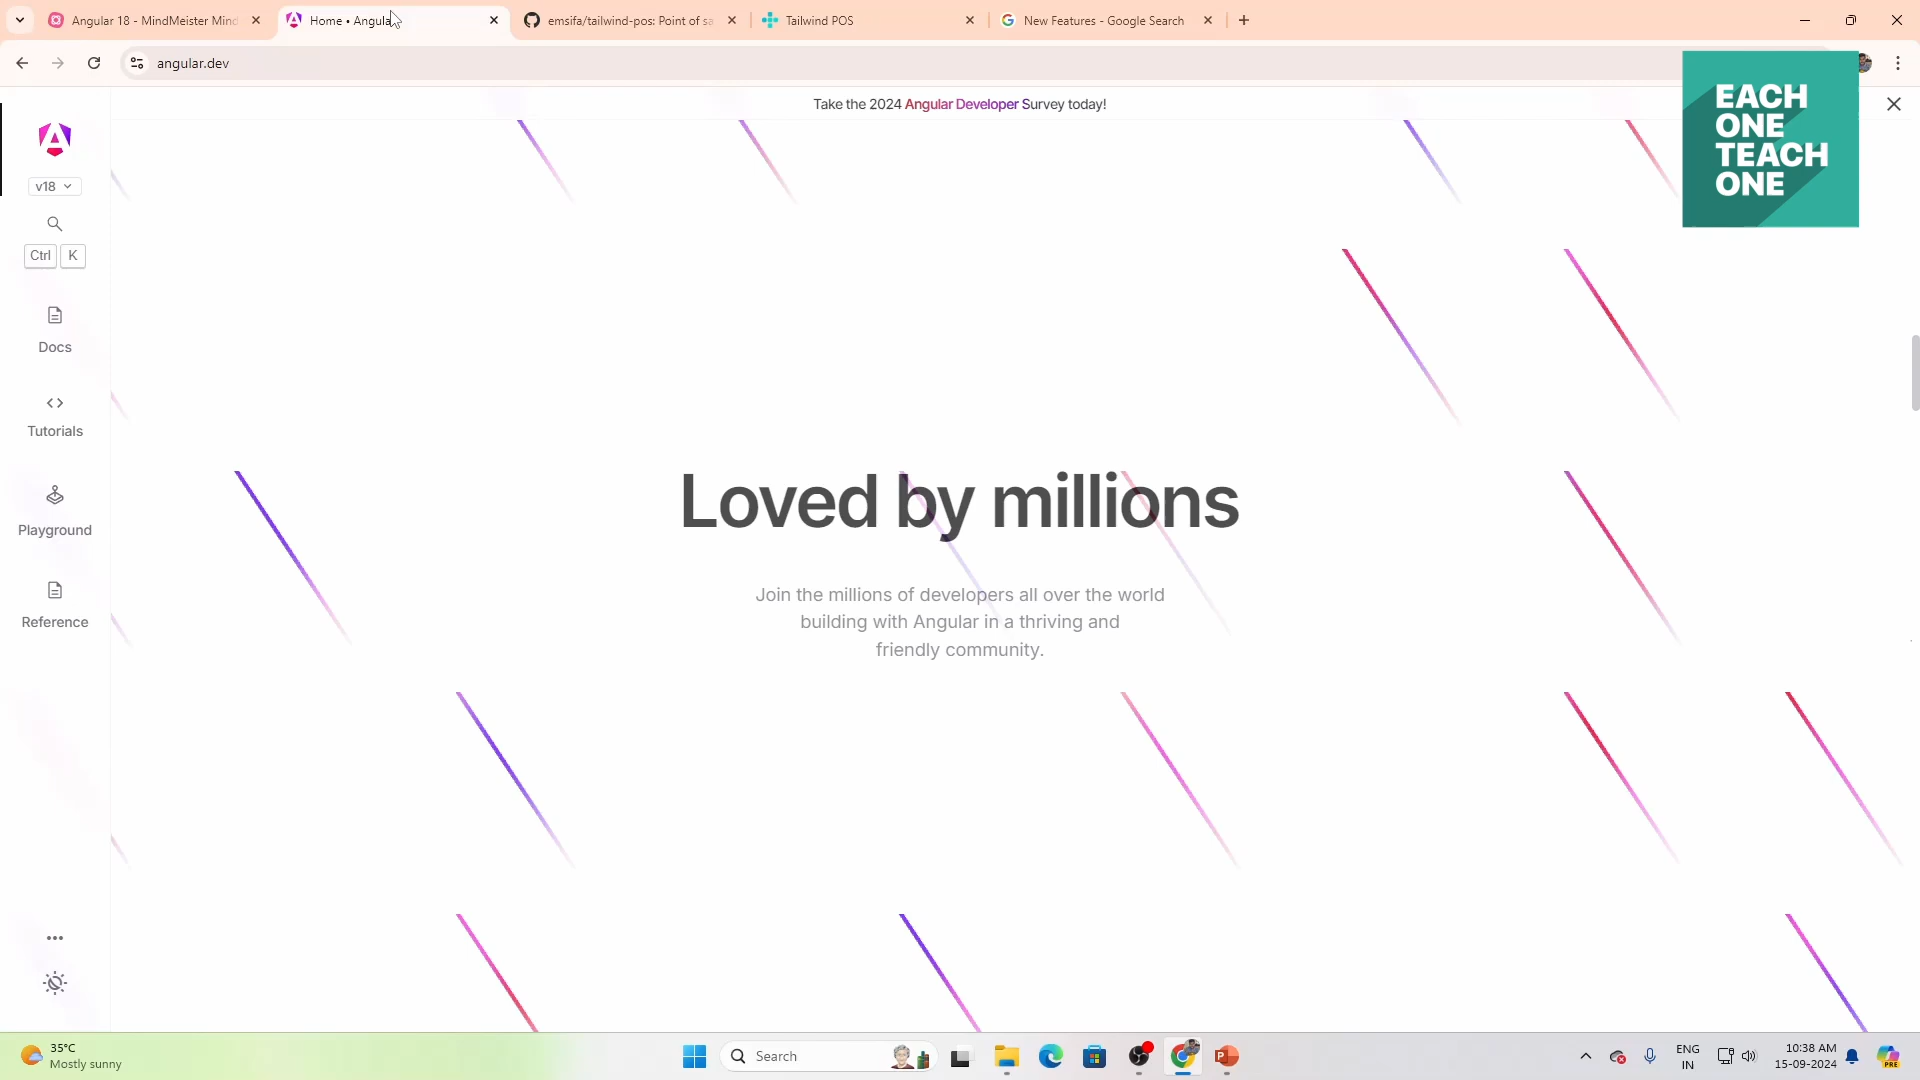 Angular 18 - MindMeister Mind
Home • Angular
emsifa/tailwind-pos: Point of sa
Tailwind POS
New Features - Google Search
angular.dev
Take the 2024 Angular Developer Survey today!
EACH
ONE
TEACH
ONE
v18
Ctrl K
Docs
Tutorials
Playground
Reference
Loved by millions
Join the millions of developers all over the world
building with Angular in a thriving and
friendly community.
35°C
Mostly sunny
Search
ENG
IN
10:38 AM
15-09-2024
PRE